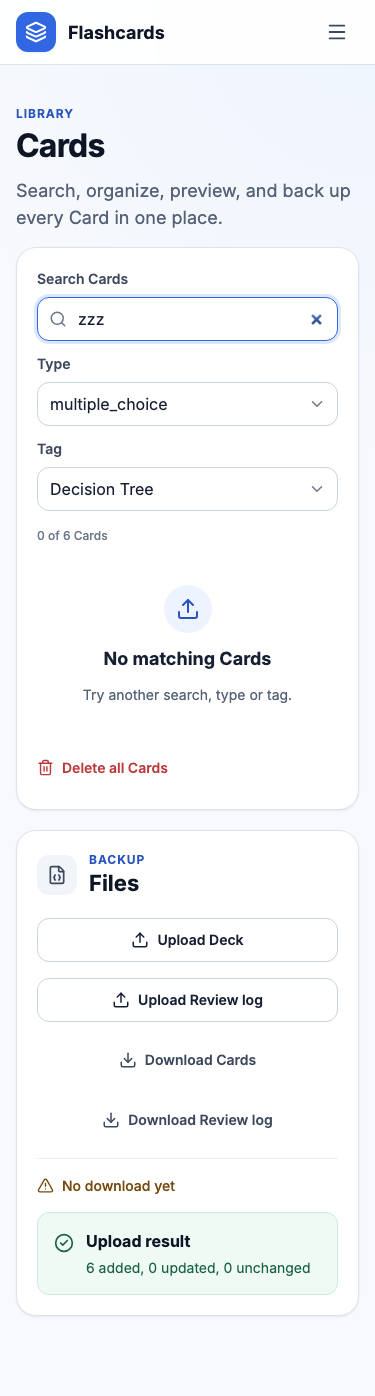 Flashcards
LIBRARY
Cards
Search, organize, preview, and back up
every Card in one place.
Search Cards
zzz
Type
multiple_choice
Tag
Decision Tree
0 of 6 Cards
No matching Cards
Try another search, type or tag.
Delete all Cards
BACKUP
Files
Upload Deck
Upload Review log
Download Cards
Download Review log
No download yet
Upload result
6 added, 0 updated, 0 unchanged